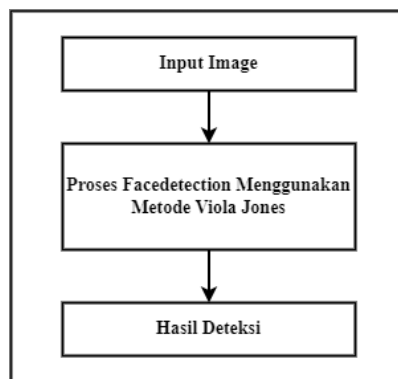 Input Image
Proses Facedetection Menggunakan
Metode Viola Jones
Hasil Deteksi